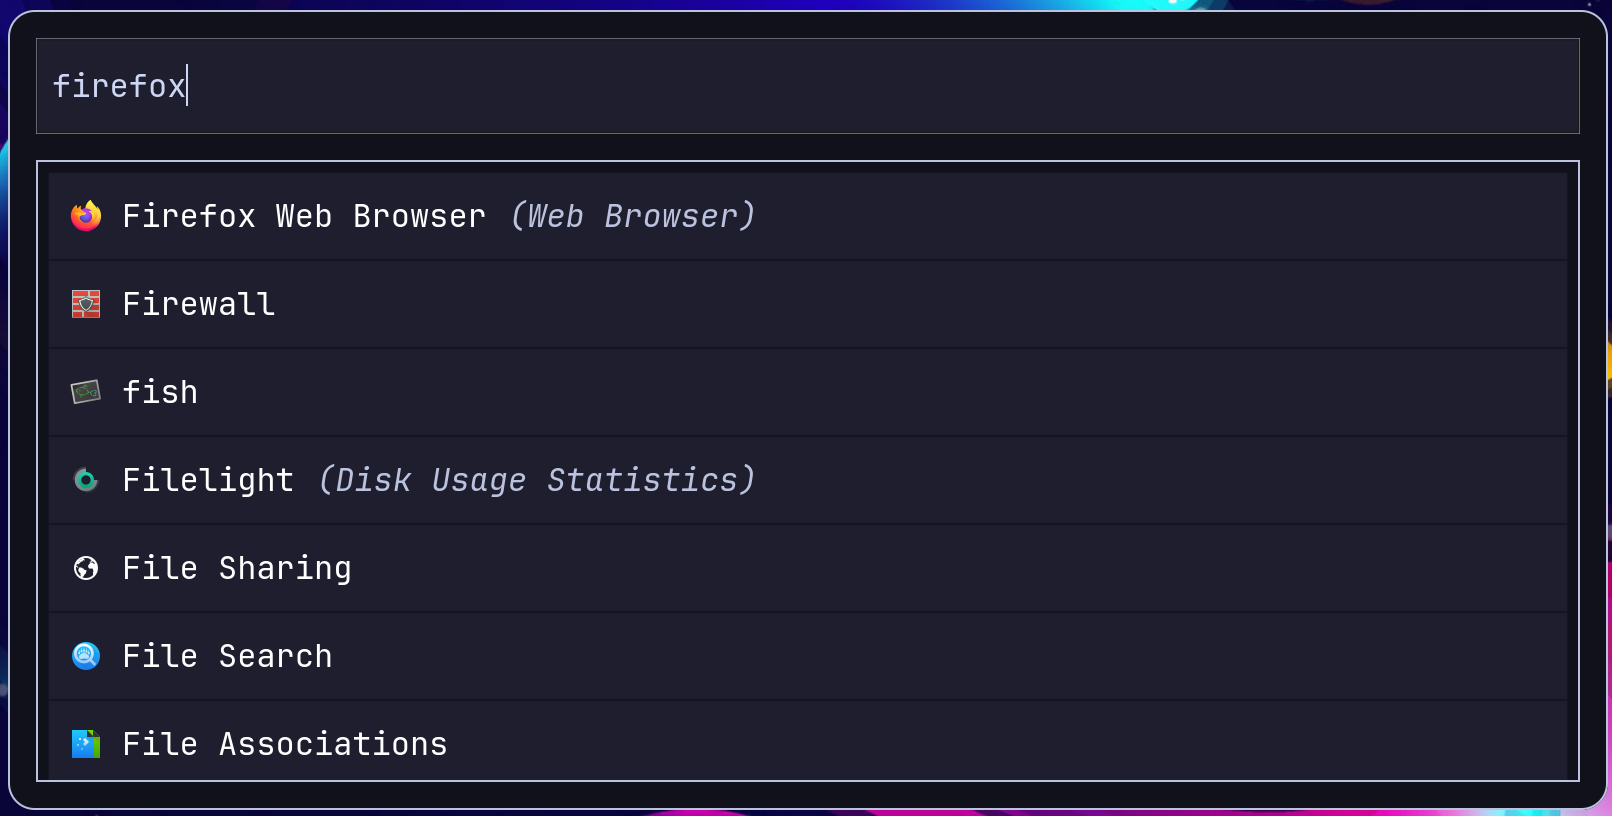 firefox
Firefox Web Browser (Web Browser)
Firewall
fish
Filelight (Disk Usage Statistics)
File Sharing
File Search
File Associations